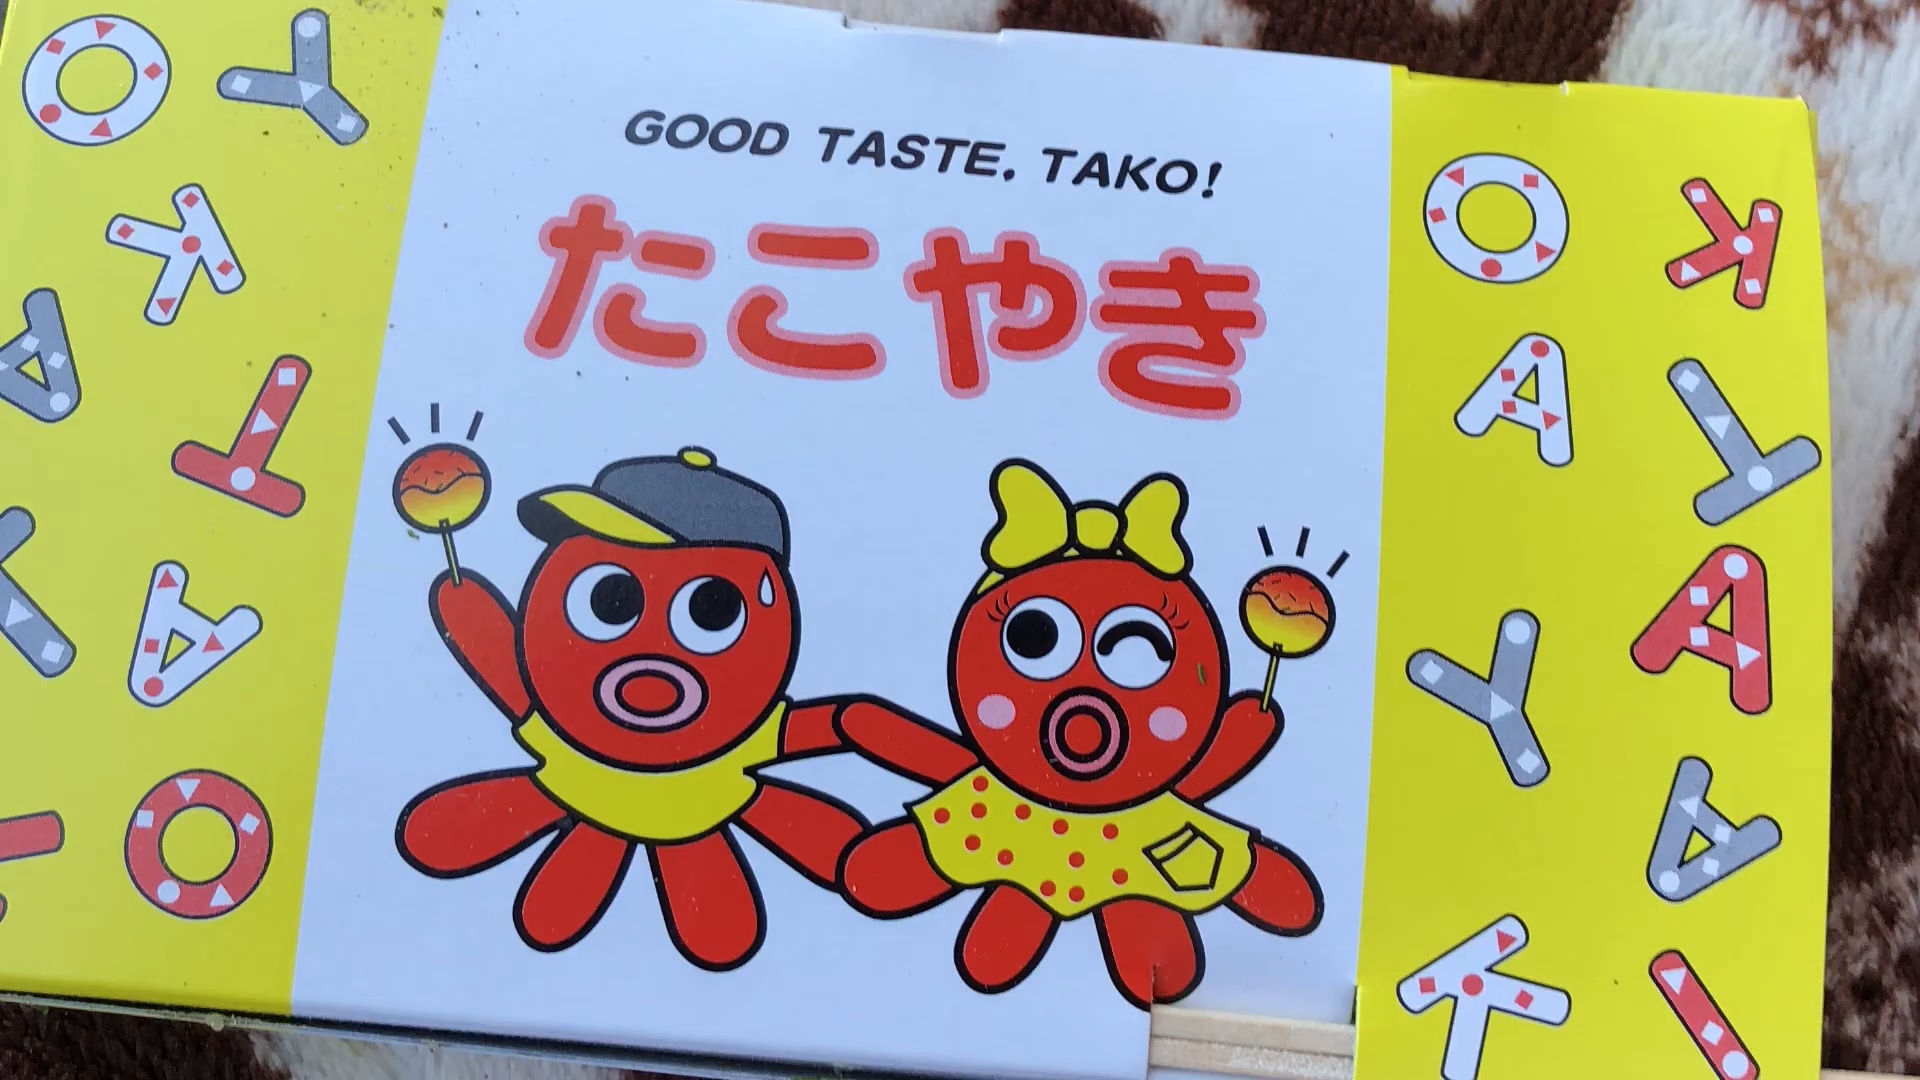 GOOD TASTE. TAKO!
たこやき
O Y
K
A T
Y A
O
O K
A T
Y A
A
K I